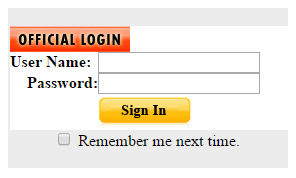 OFFICIAL LOGIN
User Name:
Password:
Sign In
Remember me next time.